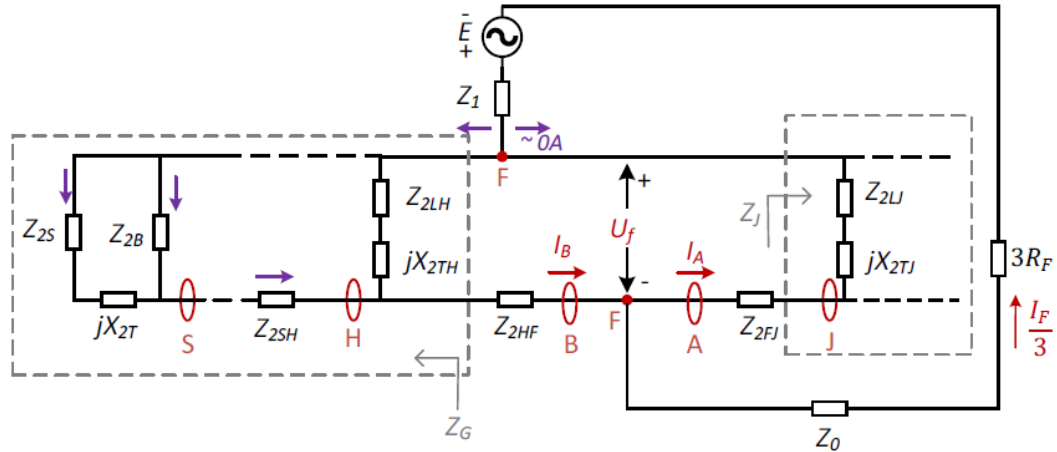 -
E
+
Z1
~0A
F
Z2S
Z2B
Z2LH
jX2TH
+
Uf
-
ZJ
Z2LJ
jX2TJ
3RF
IB
IA
jX2T
S
Z2SH
H
Z2HF
B
F
A
Z2FJ
J
IF
3
ZG
Z0